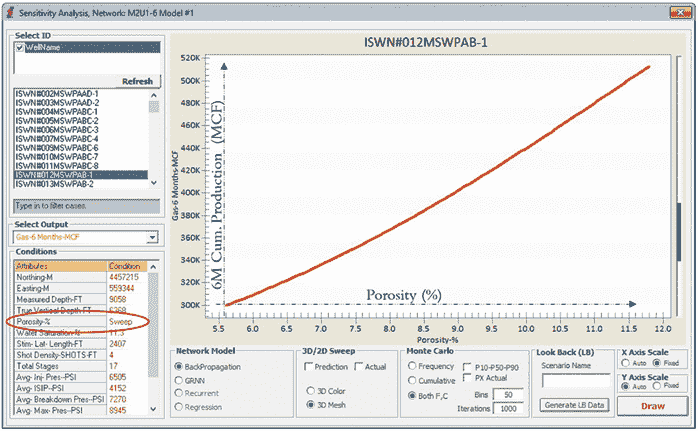 Sensitivity Analysis, Network: M2U1-6 Model #1
Select ID
WellName
Refresh
ISWN#002MSWPAAD-1
ISWN#003MSWPAAD-2
ISWN#004MSWPABC-1
ISWN#005MSWPABC-2
ISWN#006MSWPABC-3
ISWN#007MSWPABC-4
ISWN#009MSWPABC-6
ISWN#010MSWPABC-7
ISWN#011MSWPABC-8
ISWN#012MSWPAB-1
ISWN#013MSWPAB-2
Type in to filter cases.
Select Output
Gas-6 Months-MCF
Conditions
Attributes Condition
Northing-M 4457215
Easting-M 559344
Measured Depth-FT 9058
True Vertical Depth-FT 6268
Porosity-% Sweep
Water Saturation-% 11.3
Stim- Lat- Length-FT 2407
Shot Density-SHOTS-FT 4
Total Stages 17
Avg- Inj- Pres--PSI 6505
Avg- ISIP--PSI 4152
Avg- Breakdown Pres--PSI 7270
Avg- Max- Pres--PSI 8945
ISWN#012MSWPAB-1
520K
500K
480K
460K
440K
420K
400K
380K
360K
340K
320K
300K
Gas-6 Months-MCF
6M Cum. Production (MCF)
Porosity (%)
5.5 6.0 6.5 7.0 7.5 8.0 8.5 9.0 9.5 10.0 10.5 11.0 11.5 12.0
Porosity-%
Network Model
BackPropagation
GRNN
Recurrent
Regression
3D/2D Sweep
Prediction Actual
3D Color
3D Mesh
Monte Carlo
Frequency P10-P50-P90
Cumulative PX Actual
Both F,C Bins 50
Iterations 1000
Look Back (LB)
Scenario Name
Generate LB Data
X Axis Scale
Auto Fixed
Y Axis Scale
Auto Fixed
Draw